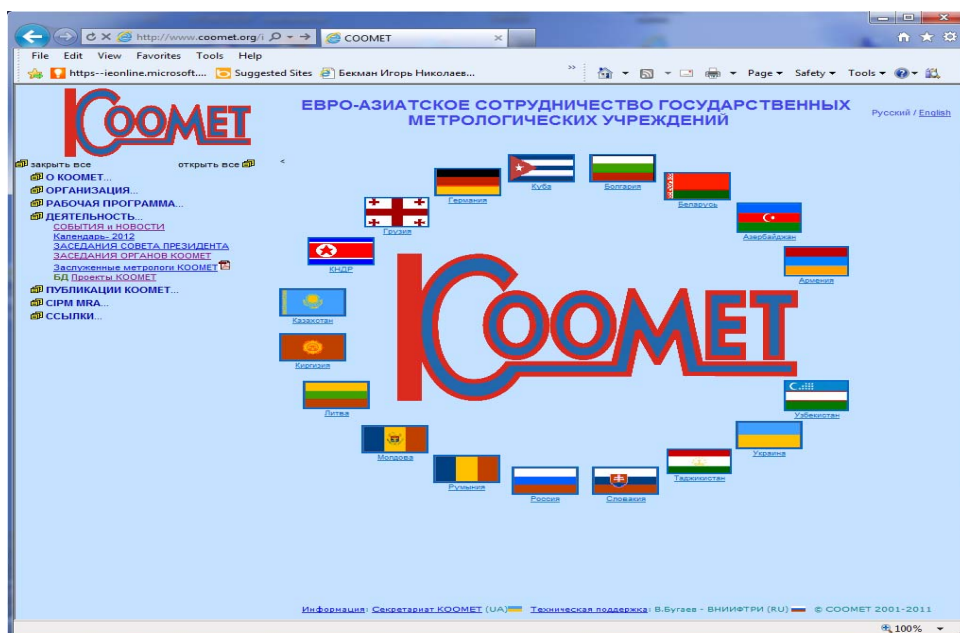 http://www.coomet.org/i
COOMET
File Edit View Favorites Tools Help
https--ieonline.microsoft.... Suggested Sites Бекман Игорь Николаев...
Page Safety Tools
КООМЕТ
ЕВРО-АЗИАТСКОЕ СОТРУДНИЧЕСТВО ГОСУДАРСТВЕННЫХ
МЕТРОЛОГИЧЕСКИХ УЧРЕЖДЕНИЙ
Русский / English
закрыть все открыть все
О КООМЕТ...
ОРГАНИЗАЦИЯ...
РАБОЧАЯ ПРОГРАММА...
ДЕЯТЕЛЬНОСТЬ...
СОБЫТИЯ и НОВОСТИ
Календарь- 2012
ЗАСЕДАНИЯ СОВЕТА ПРЕЗИДЕНТА
ЗАСЕДАНИЯ ОРГАНОВ КООМЕТ
Заслуженные метрологи КООМЕТ
БД Проекты КООМЕТ
ПУБЛИКАЦИИ КООМЕТ...
CIPM MRA...
ССЫЛКИ...
Куба
Болгария
Германия
Беларусь
Грузия
Азербайджан
КНДР
Армения
КООМЕТ
Казахстан
Киргизия
Литва
Узбекистан
Молдова
Украина
Румыния
Таджикистан
Россия
Словакия
Информация: Секретариат КООМЕТ (UA) Техническая поддержка: В.Бугаев - ВНИИФТРИ (RU) © COOMET 2001-2011
100%